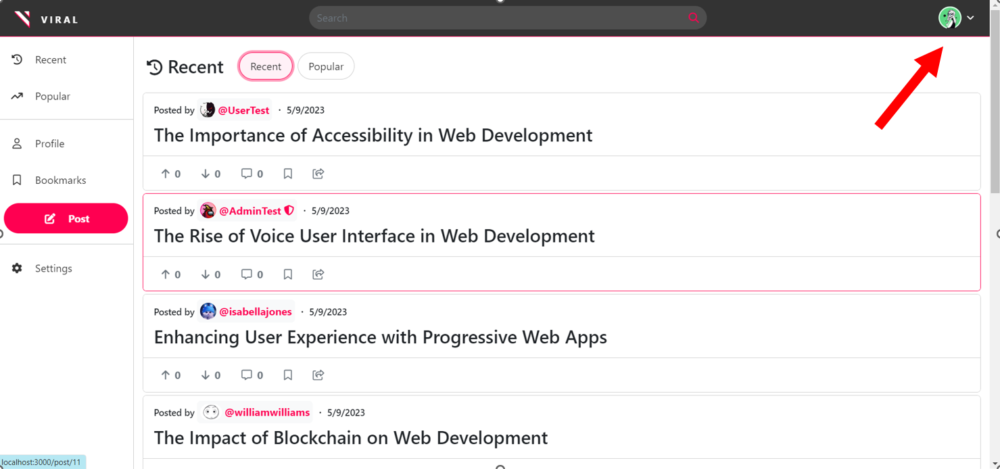 VIRAL
Search
Recent
Popular
Profile
Bookmarks
Post
Settings
Recent Recent Popular
Posted by @UserTest · 5/9/2023
The Importance of Accessibility in Web Development
0 0 0
Posted by @AdminTest · 5/9/2023
The Rise of Voice User Interface in Web Development
0 0 0
Posted by @isabellajones · 5/9/2023
Enhancing User Experience with Progressive Web Apps
0 0 0
Posted by @williamwilliams · 5/9/2023
The Impact of Blockchain on Web Development
localhost:3000/post/11